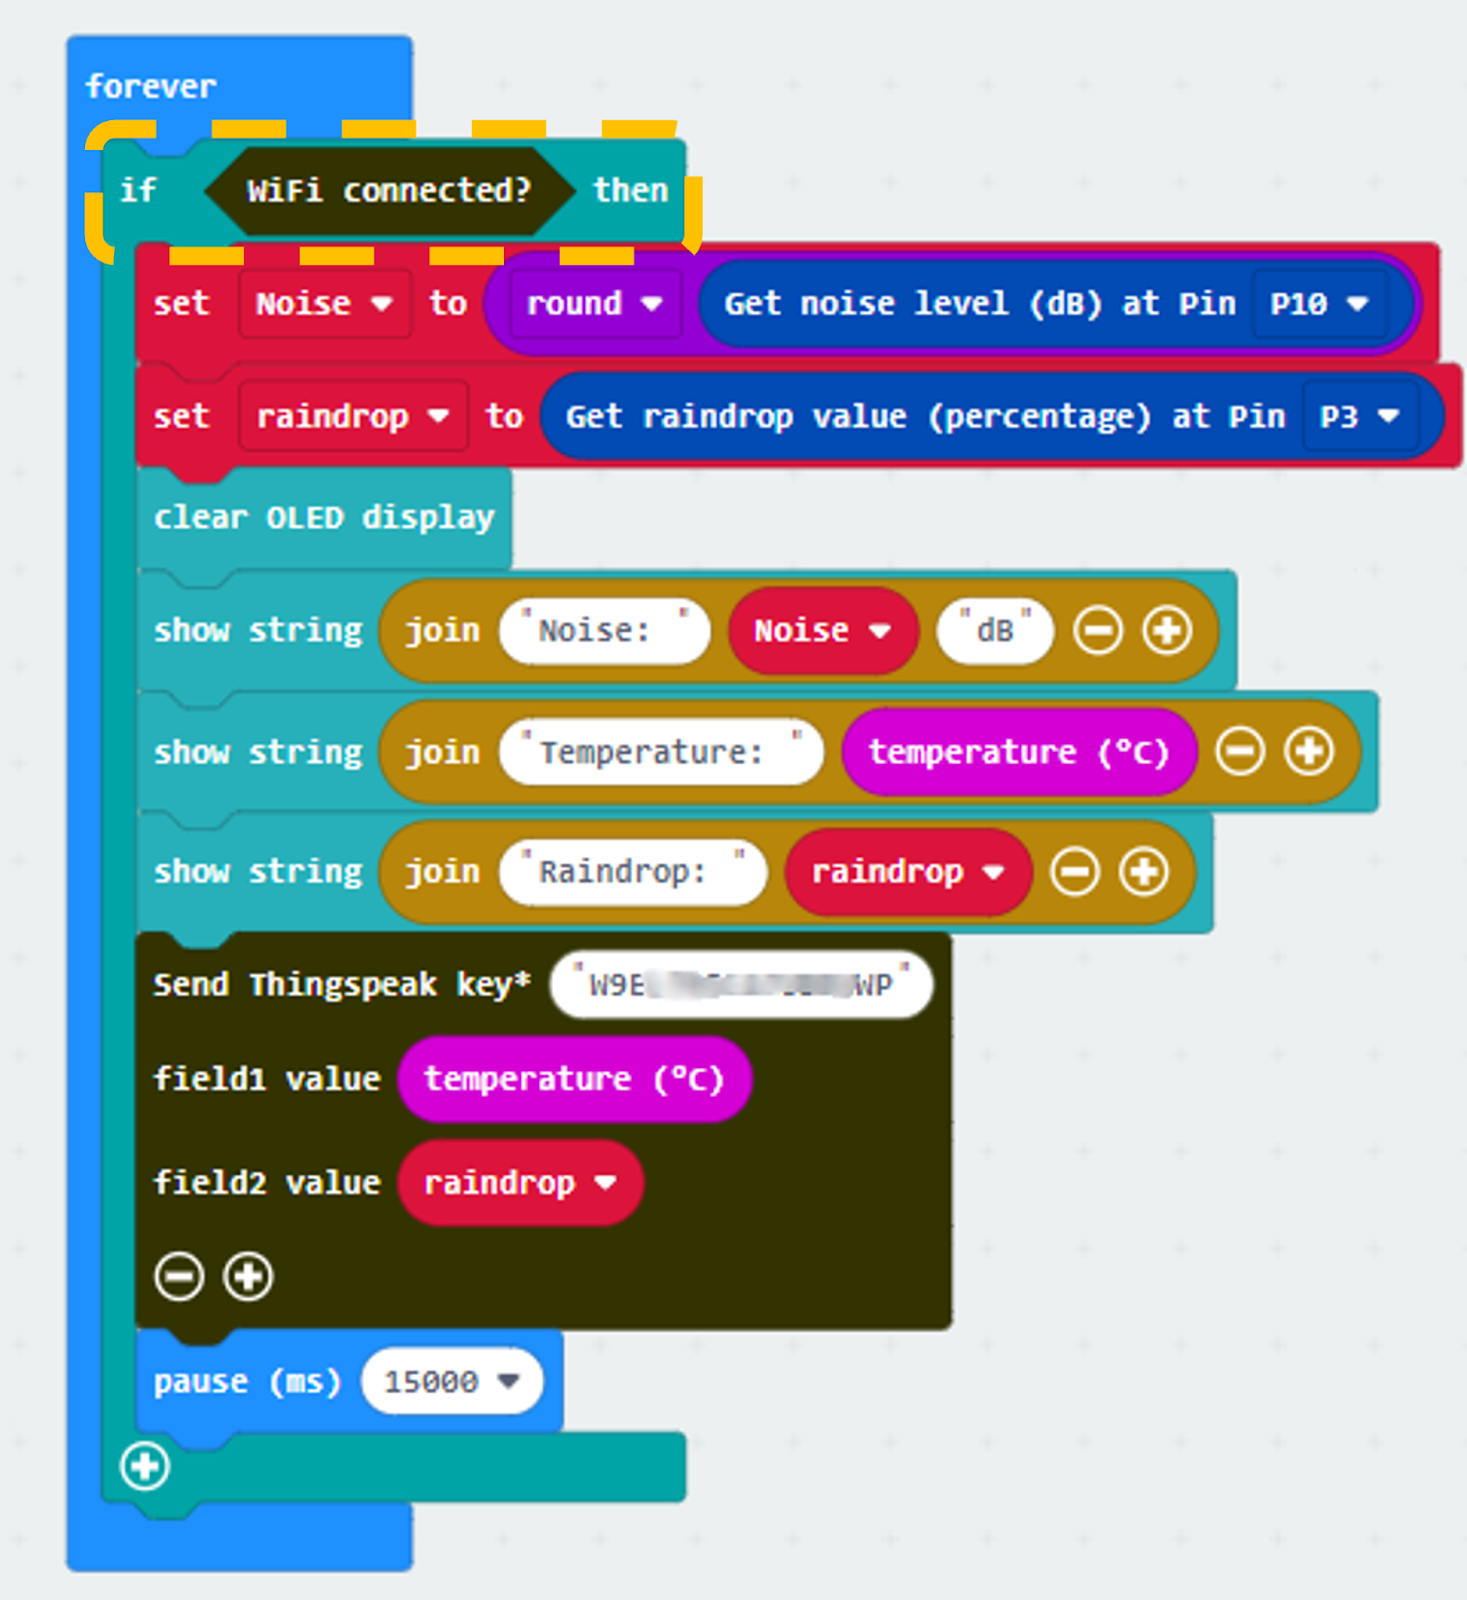 forever
if WiFi connected? then
set Noise to round Get noise level (dB) at Pin P10
set raindrop to Get raindrop value (percentage) at Pin P3
clear OLED display
show string join "Noise: " Noise "dB"
show string join "Temperature: " temperature (°C)
show string join "Raindrop: " raindrop
Send Thingspeak key* "W9E WP"
field1 value temperature (°C)
field2 value raindrop
pause (ms) 15000